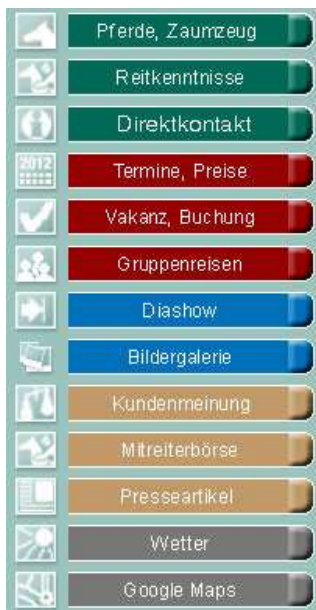 Pferde, Zaumzeug
Reitkenntnisse
Direktkontakt
2012
Termine, Preise
Vakanz, Buchung
Gruppenreisen
Diashow
Bildergalerie
Kundenmeinung
Mitreiterbörse
Presseartikel
Wetter
Google Maps